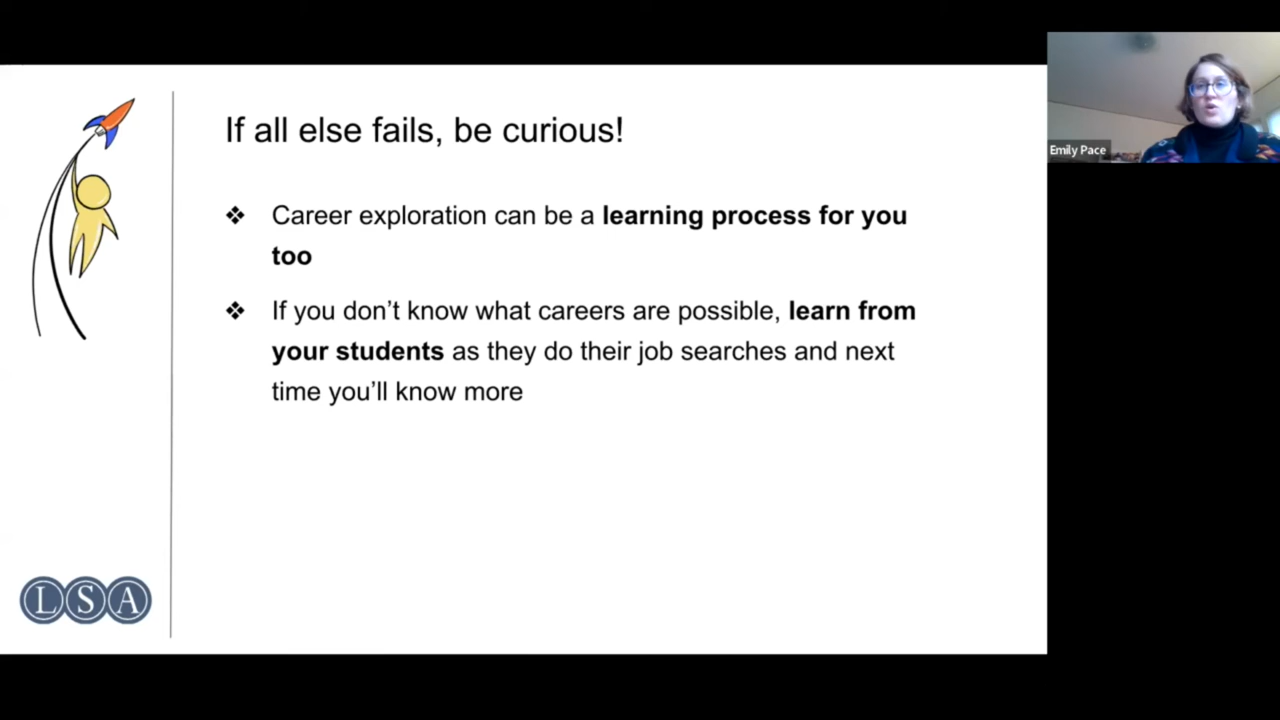 If all else fails, be curious!
❖ Career exploration can be a learning process for you
too
❖ If you don’t know what careers are possible, learn from
your students as they do their job searches and next
time you’ll know more
LSA
Emily Pace